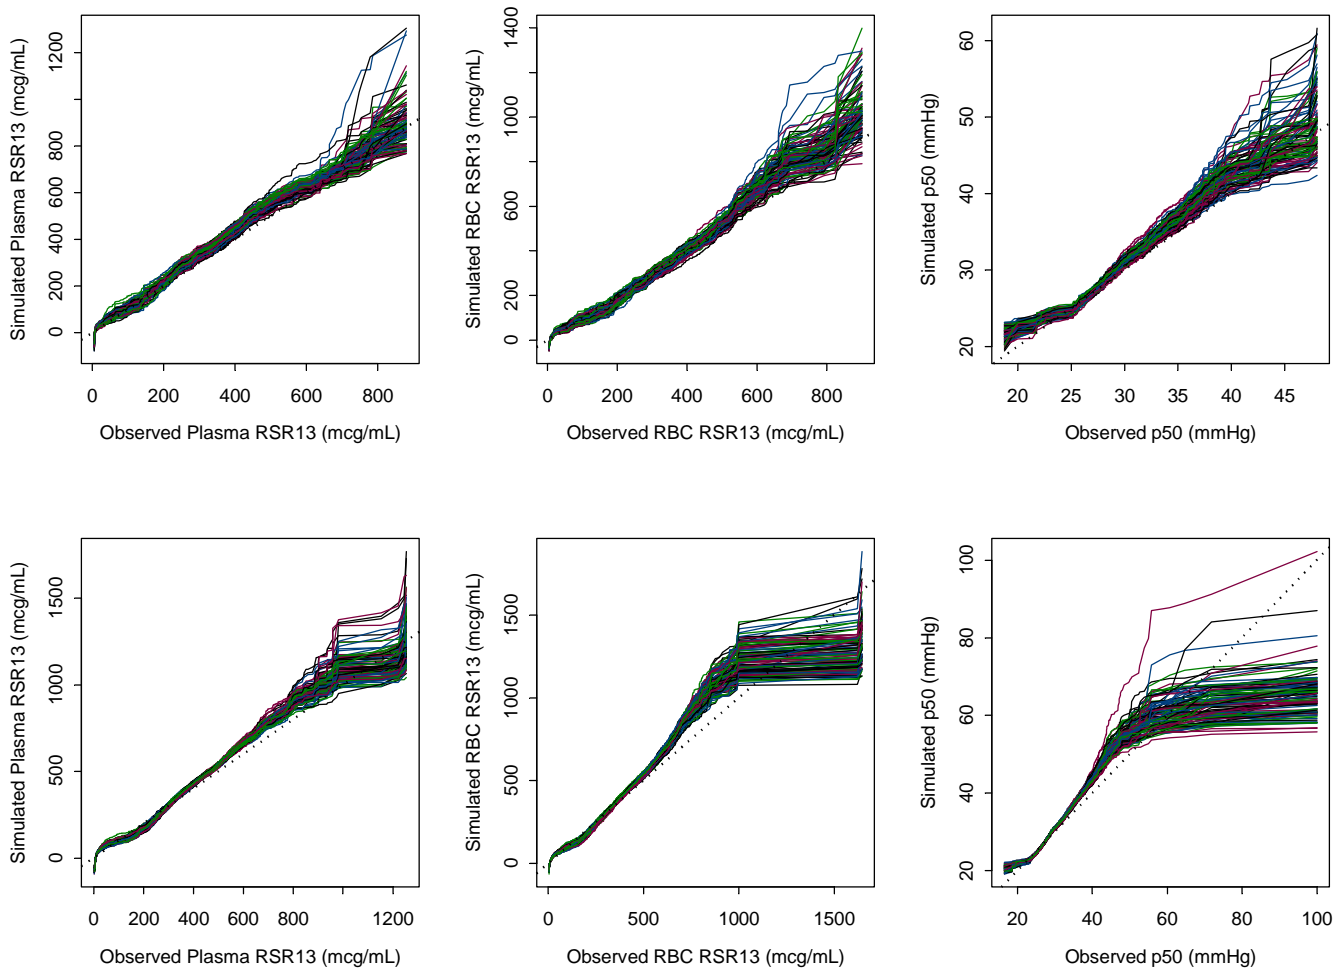 Simulated Plasma RSR13 (mcg/mL)
0 200 400 600 800 1200
0 200 400 600 800
Observed Plasma RSR13 (mcg/mL)
Simulated RBC RSR13 (mcg/mL)
0 200 600 1000 1400
0 200 400 600 800
Observed RBC RSR13 (mcg/mL)
Simulated p50 (mmHg)
20 30 40 50 60
20 25 30 35 40 45
Observed p50 (mmHg)
Simulated Plasma RSR13 (mcg/mL)
0 500 1000 1500
0 200 400 600 800 1200
Observed Plasma RSR13 (mcg/mL)
Simulated RBC RSR13 (mcg/mL)
0 500 1000 1500
0 500 1000 1500
Observed RBC RSR13 (mcg/mL)
Simulated p50 (mmHg)
20 40 60 80 100
20 40 60 80 100
Observed p50 (mmHg)